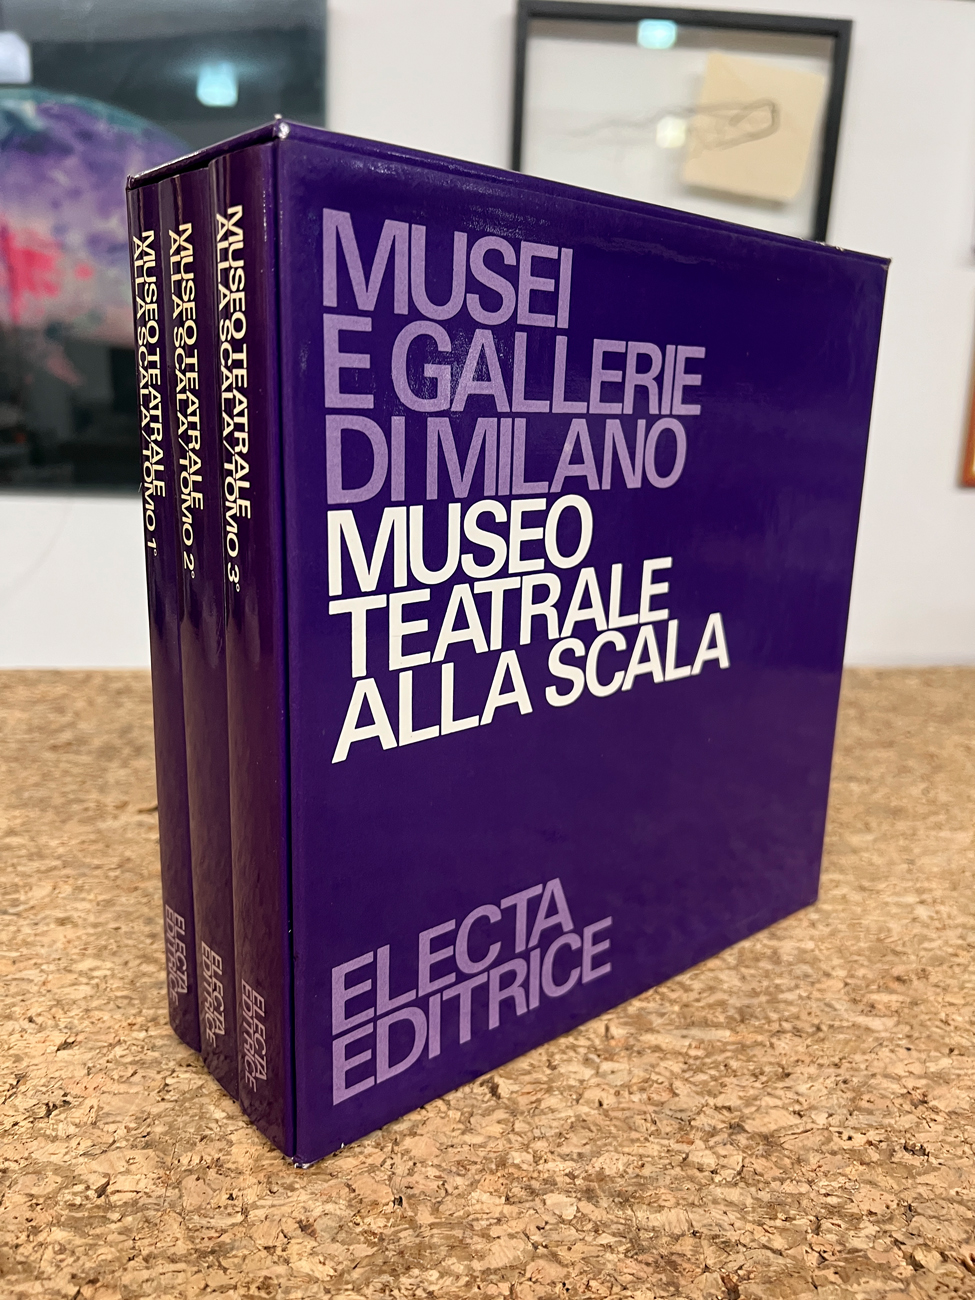 MUSEO TEATRALE
ALLA SCALA/TOMO 1°
ELECTA
EDITRICE
MUSEO TEATRALE
ALLA SCALA/TOMO 2°
ELECTA
EDITRICE
MUSEO TEATRALE
ALLA SCALA/TOMO 3°
ELECTA
EDITRICE
MUSEI
E GALLERIE
DI MILANO
MUSEO
TEATRALE
ALLA SCALA
ELECTA
EDITRICE